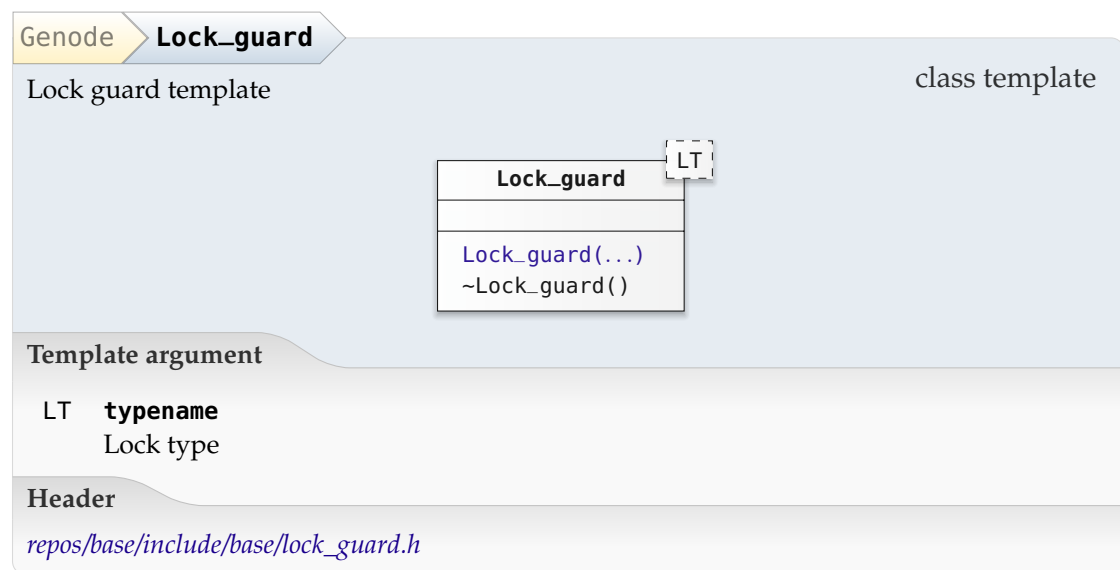 Genode Lock_guard
Lock guard template
class template
LT
Lock_guard
Lock_guard(...)
~Lock_guard()
Template argument
LT typename
Lock type
Header
repos/base/include/base/lock_guard.h